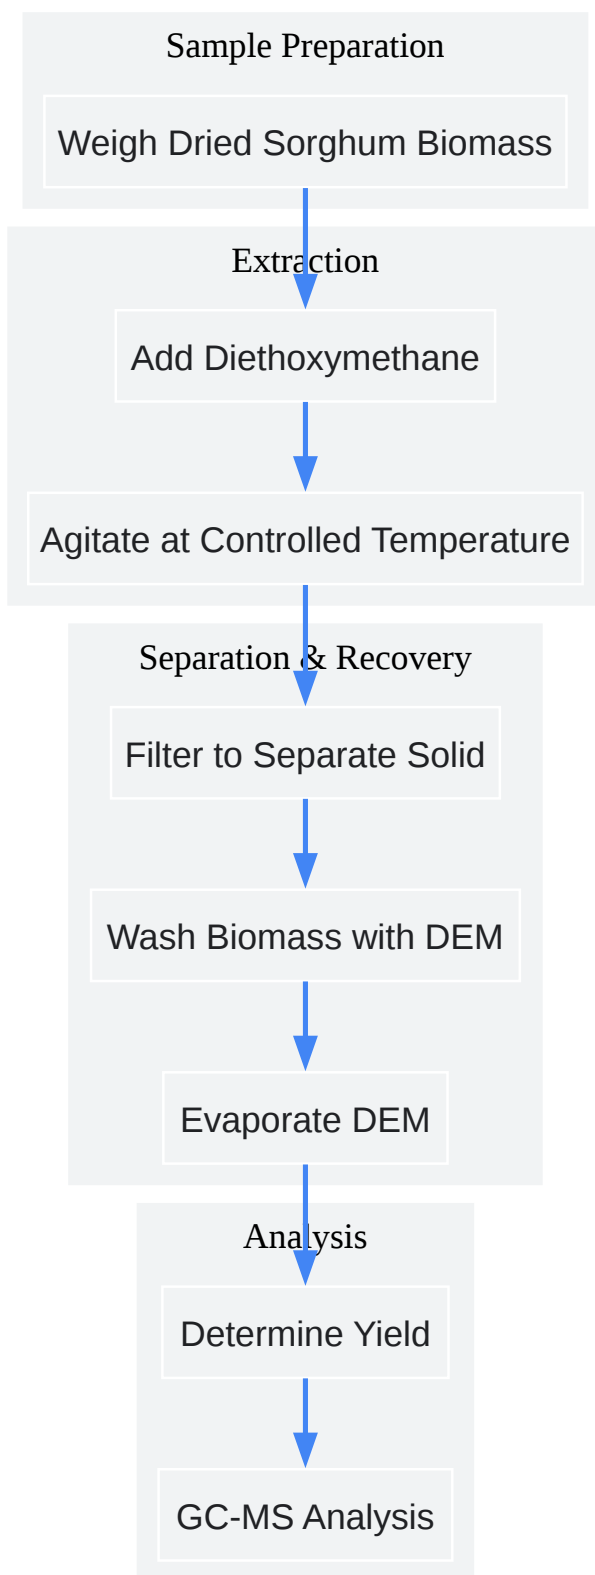 Sample Preparation
Weigh Dried Sorghum Biomass
Extraction
Add Diethoxymethane
Agitate at Controlled Temperature
Separation & Recovery
Filter to Separate Solid
Wash Biomass with DEM
Evaporate DEM
Analysis
Determine Yield
GC-MS Analysis